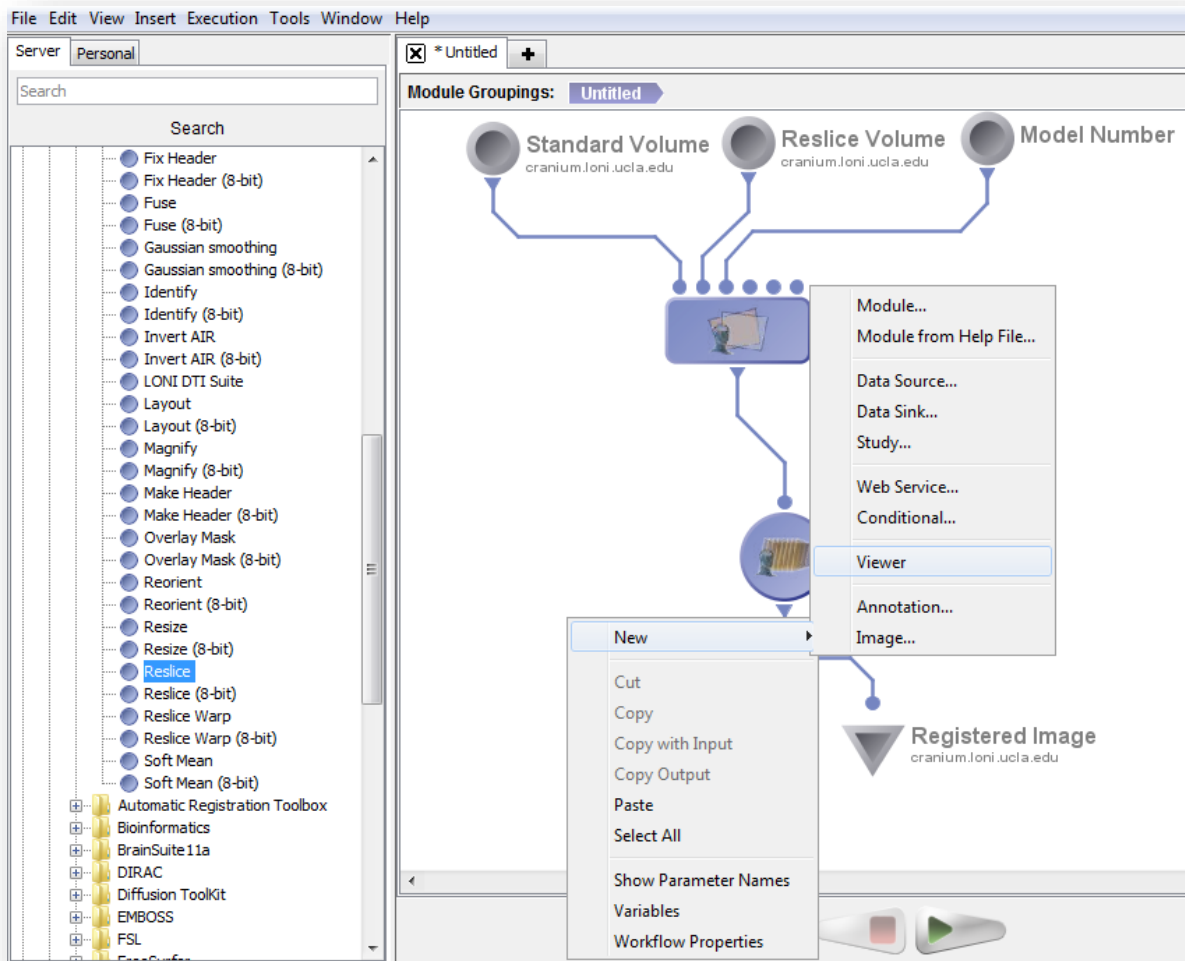 File Edit View Insert Execution Tools Window Help
Server Personal
* Untitled
Search
Search
Module Groupings: Untitled
Fix Header
Fix Header (8-bit)
Fuse
Fuse (8-bit)
Gaussian smoothing
Gaussian smoothing (8-bit)
Identify
Identify (8-bit)
Invert AIR
Invert AIR (8-bit)
LONI DTI Suite
Layout
Layout (8-bit)
Magnify
Magnify (8-bit)
Make Header
Make Header (8-bit)
Overlay Mask
Overlay Mask (8-bit)
Reorient
Reorient (8-bit)
Resize
Resize (8-bit)
Reslice
Reslice (8-bit)
Reslice Warp
Reslice Warp (8-bit)
Soft Mean
Soft Mean (8-bit)
Automatic Registration Toolbox
Bioinformatics
BrainSuite11a
DIRAC
Diffusion ToolKit
EMBOSS
FSL
FreeSurfer
Standard Volume
cranium.loni.ucla.edu
Reslice Volume
cranium.loni.ucla.edu
Model Number
Module...
Module from Help File...
Data Source...
Data Sink...
Study...
Web Service...
Conditional...
Viewer
Annotation...
Image...
New
Cut
Copy
Copy with Input
Copy Output
Paste
Select All
Show Parameter Names
Variables
Workflow Properties
Registered Image
cranium.loni.ucla.edu